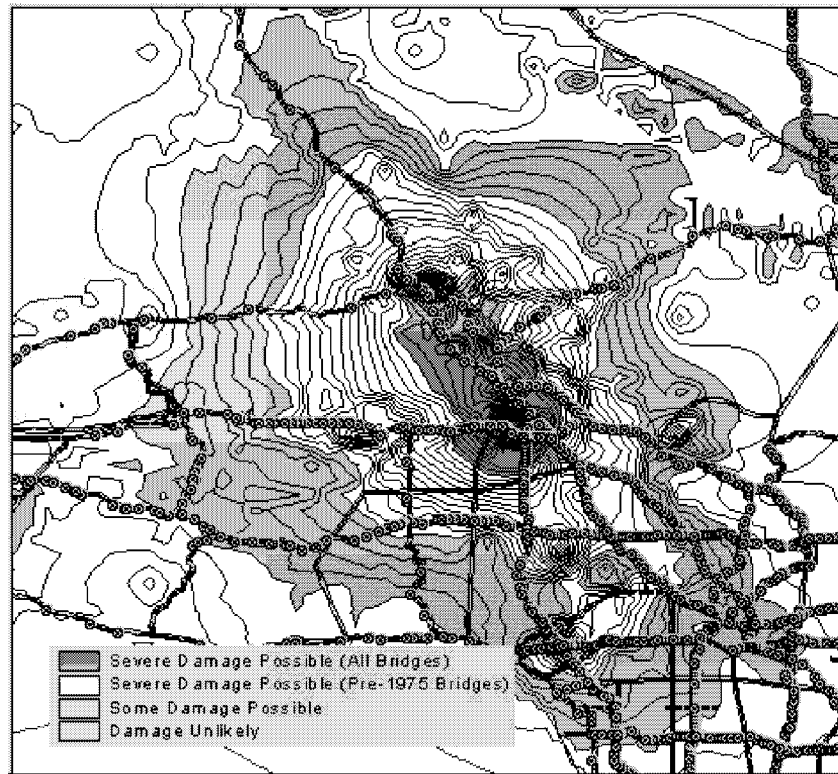 Severe Damage Possible (All Bridges)
Severe Damage Possible (Pre-1975 Bridges)
Some Damage Possible
Damage Unlikely